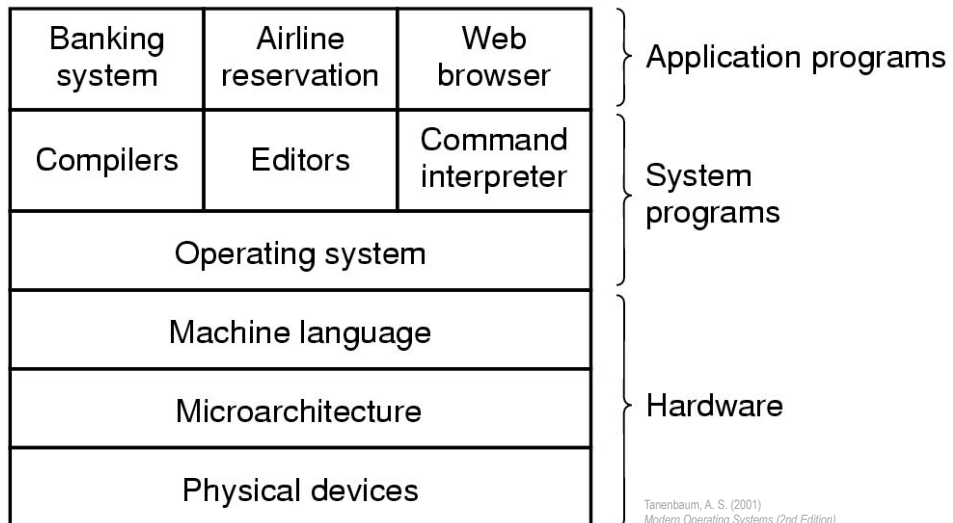 Banking
system
Airline
reservation
Web
browser
Application programs
Compilers
Editors
Command
interpreter
System
programs
Operating system
Machine language
Microarchitecture
Hardware
Physical devices
Tanenbaum, A. S. (2001)
Modern Operating Systems (2nd Edition).